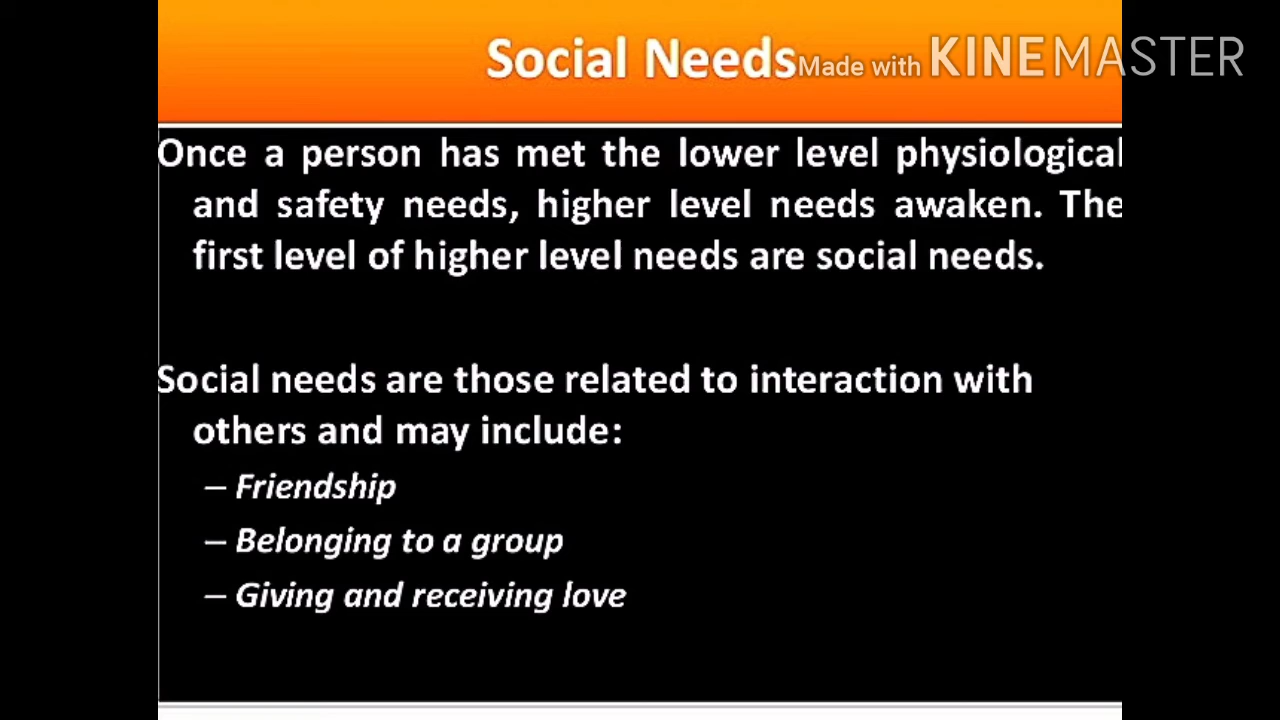 Social Needs
Made with KINEMASTER
Once a person has met the lower level physiological
and safety needs, higher level needs awaken. The
first level of higher level needs are social needs.
Social needs are those related to interaction with
others and may include:
– Friendship
– Belonging to a group
– Giving and receiving love